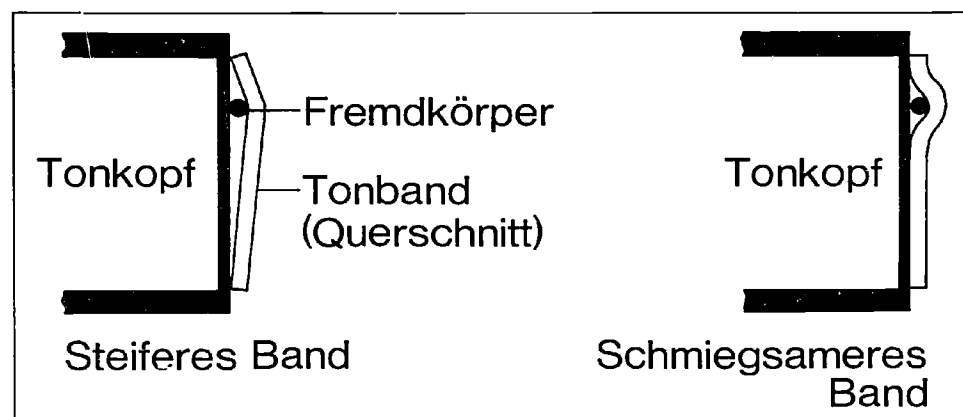 Fremdkörper
Tonkopf
Tonband
(Querschnitt)
Steiferes Band
Tonkopf
Schmiegsameres
Band